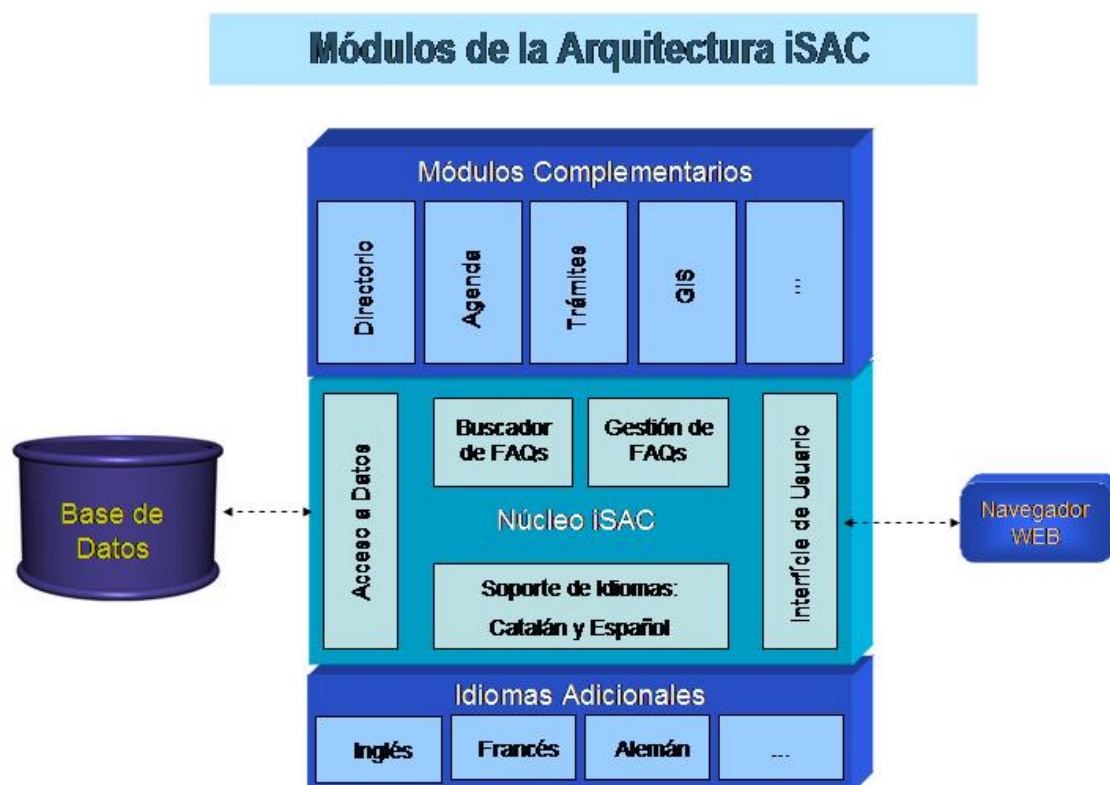 Módulos de la Arquitectura iSAC
Módulos Complementarios
Directorio
Agenda
Trámites
GIS
...
Acceso a Datos
Buscador
de FAQs
Gestión de
FAQs
Núcleo iSAC
Soporte de Idiomas:
Catalán y Español
Interfície de Usuario
Base de
Datos
Navegador
WEB
Idiomas Adicionales
Inglés
Francés
Alemán
...